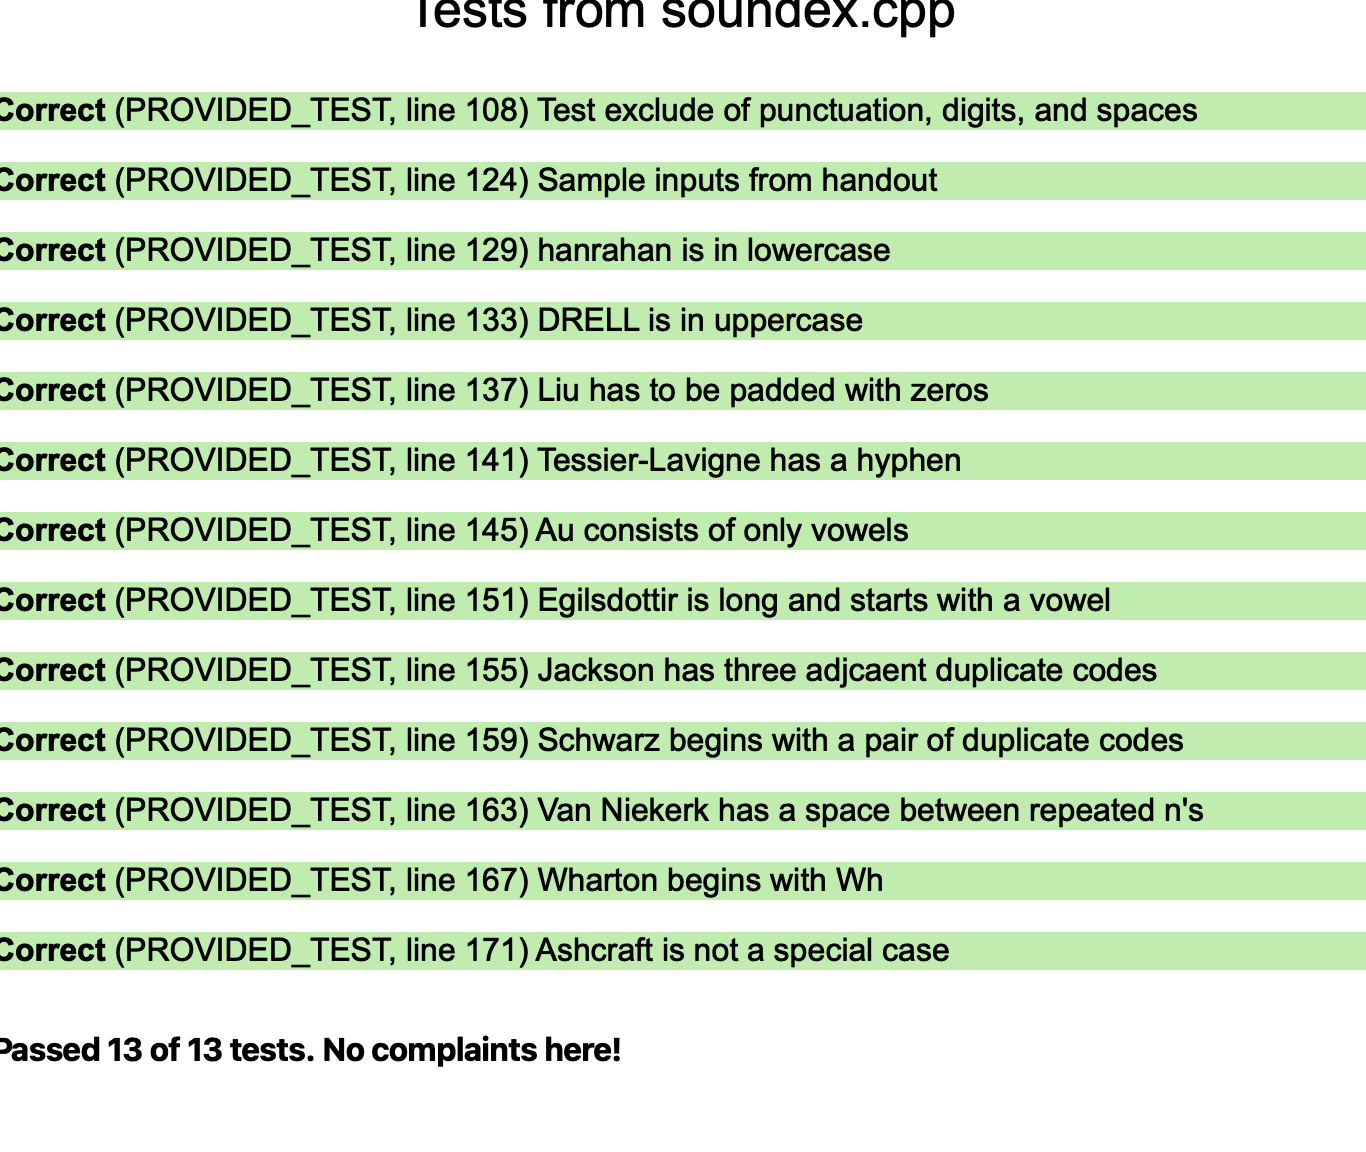 Tests from soundex.cpp
Correct (PROVIDED_TEST, line 108) Test exclude of punctuation, digits, and spaces
Correct (PROVIDED_TEST, line 124) Sample inputs from handout
Correct (PROVIDED_TEST, line 129) hanrahan is in lowercase
Correct (PROVIDED_TEST, line 133) DRELL is in uppercase
Correct (PROVIDED_TEST, line 137) Liu has to be padded with zeros
Correct (PROVIDED_TEST, line 141) Tessier-Lavigne has a hyphen
Correct (PROVIDED_TEST, line 145) Au consists of only vowels
Correct (PROVIDED_TEST, line 151) Egilsdottir is long and starts with a vowel
Correct (PROVIDED_TEST, line 155) Jackson has three adjcaent duplicate codes
Correct (PROVIDED_TEST, line 159) Schwarz begins with a pair of duplicate codes
Correct (PROVIDED_TEST, line 163) Van Niekerk has a space between repeated n's
Correct (PROVIDED_TEST, line 167) Wharton begins with Wh
Correct (PROVIDED_TEST, line 171) Ashcraft is not a special case
Passed 13 of 13 tests. No complaints here!